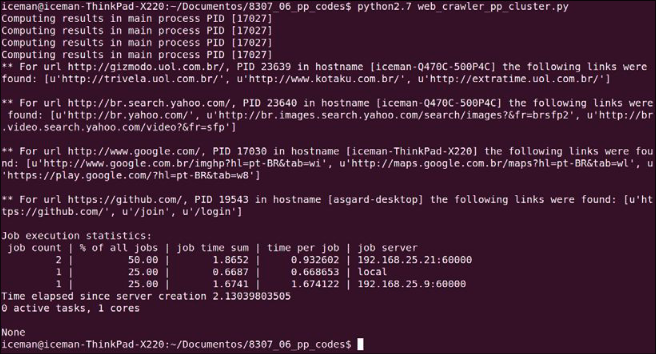 iceman@iceman-ThinkPad-X220:~/Documentos/8307_06_pp_codes$ python2.7 web_crawler_pp_cluster.py
Computing results in main process PID [17027]
Computing results in main process PID [17027]
Computing results in main process PID [17027]
Computing results in main process PID [17027]
** For url http://gizmodo.uol.com.br/, PID 23639 in hostname [iceman-Q470C-500P4C] the following links were
found: [u'http://trivela.uol.com.br/', u'http://www.kotaku.com.br/', u'http://extratime.uol.com.br/']

** For url http://br.search.yahoo.com/, PID 23640 in hostname [iceman-Q470C-500P4C] the following links were
 found: [u'http://br.yahoo.com/', u'http://br.images.search.yahoo.com/search/images?&fr=brsfp2', u'http://br
.video.search.yahoo.com/video?&fr=sfp']

** For url http://www.google.com/, PID 17030 in hostname [iceman-ThinkPad-X220] the following links were fou
nd: [u'http://www.google.com.br/imghp?hl=pt-BR&tab=wi', u'http://maps.google.com.br/maps?hl=pt-BR&tab=wl', u
'https://play.google.com/?hl=pt-BR&tab=w8']

** For url https://github.com/, PID 19543 in hostname [asgard-desktop] the following links were found: [u'ht
tps://github.com/', u'/join', u'/login']

Job execution statistics:
 job count | % of all jobs | job time sum | time per job | job server
         2 |         50.00 |       1.8652 |     0.932602 | 192.168.25.21:60000
         1 |         25.00 |       0.6687 |     0.668653 | local
         1 |         25.00 |       1.6741 |     1.674122 | 192.168.25.9:60000
Time elapsed since server creation 2.13039803505
0 active tasks, 1 cores

None
iceman@iceman-ThinkPad-X220:~/Documentos/8307_06_pp_codes$